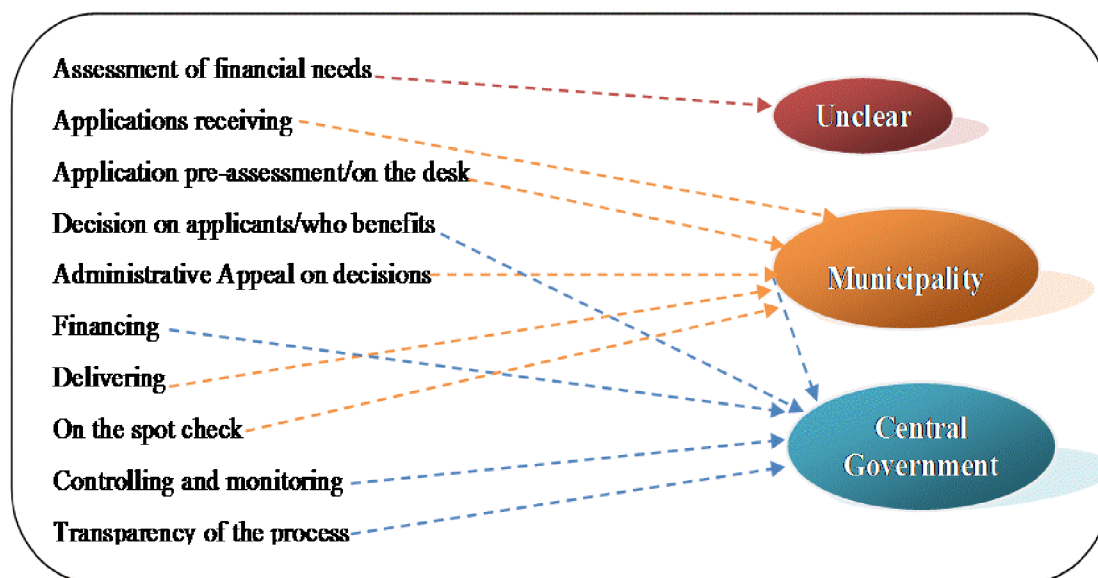 Assessment of financial needs
Unclear
Applications receiving
Application pre-assessment/on the desk
Decision on applicants/who benefits
Administrative Appeal on decisions
Municipality
Financing
Delivering
On the spot check
Central
Government
Controlling and monitoring
Transparency of the process